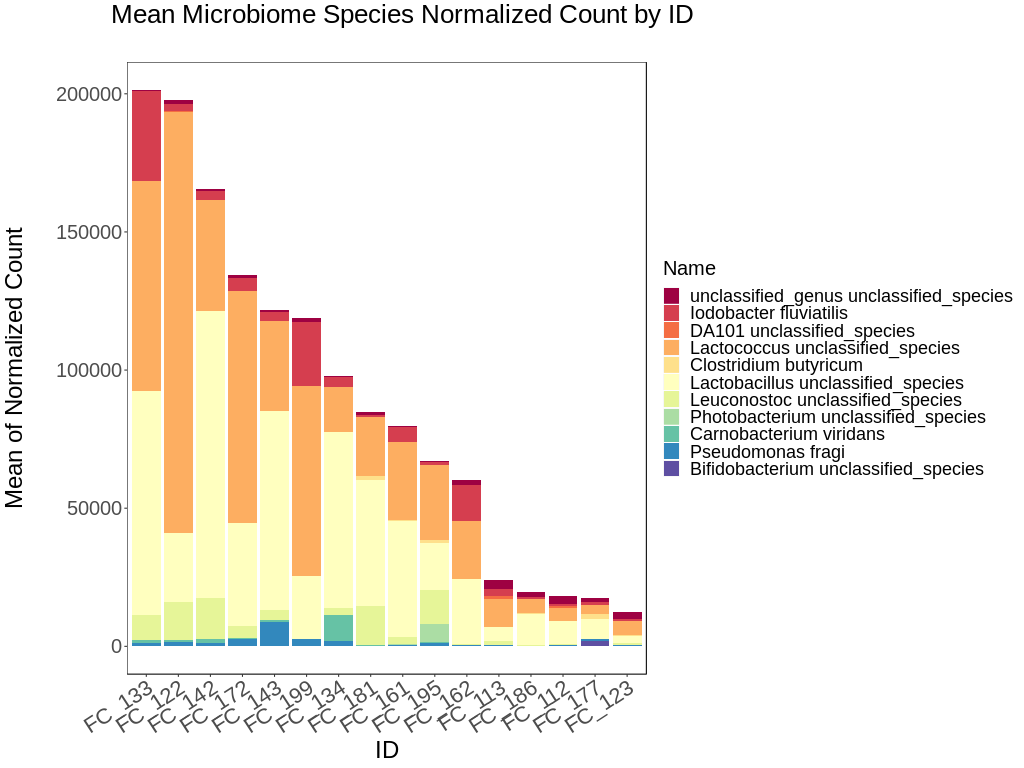 Mean Microbiome Species Normalized Count by ID
Mean of Normalized Count
200000
150000
100000
50000
0
FC_133
FC_122
FC_142
FC_172
FC_143
FC_199
FC_134
FC_181
FC_161
FC_195
FC_162
FC_113
FC_186
FC_112
FC_177
FC_123
ID
Name
unclassified_genus unclassified_species
Iodobacter fluviatilis
DA101 unclassified_species
Lactococcus unclassified_species
Clostridium butyricum
Lactobacillus unclassified_species
Leuconostoc unclassified_species
Photobacterium unclassified_species
Carnobacterium viridans
Pseudomonas fragi
Bifidobacterium unclassified_species